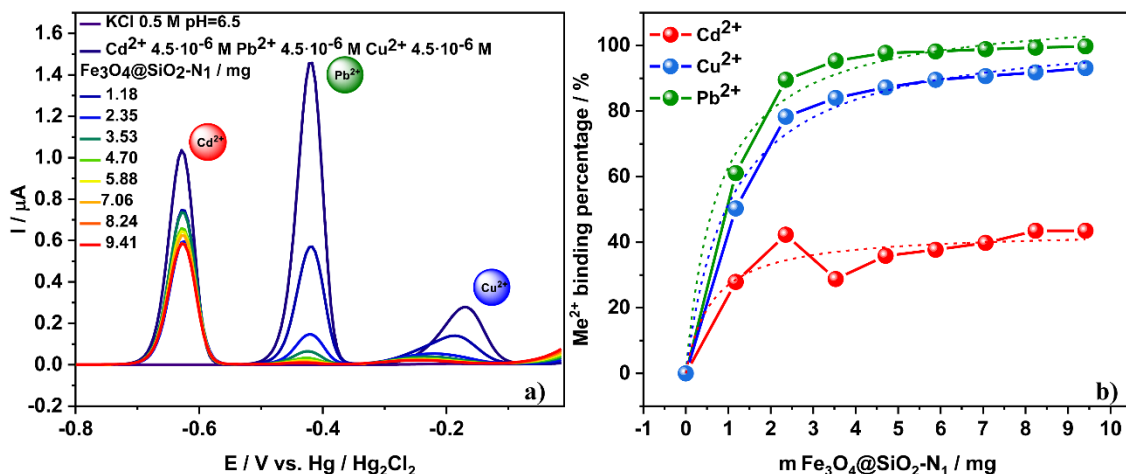 KCl 0.5 M pH=6.5
Cd²⁺ 4.5·10⁻⁶ M Pb²⁺ 4.5·10⁻⁶ M Cu²⁺ 4.5·10⁻⁶ M
Fe₃O₄@SiO₂-N₁ / mg
1.18
2.35
3.53
4.70
5.88
7.06
8.24
9.41
Cd²⁺
Pb²⁺
Cu²⁺
1.6
1.4
1.2
1.0
0.8
0.6
0.4
0.2
0.0
-0.2
I / μA
-0.8
-0.6
-0.4
-0.2
E / V vs. Hg / Hg₂Cl₂
a)
Cd²⁺
Cu²⁺
Pb²⁺
100
80
60
40
20
0
Me²⁺ binding percentage / %
-1
0
1
2
3
4
5
6
7
8
9
10
m Fe₃O₄@SiO₂-N₁ / mg
b)